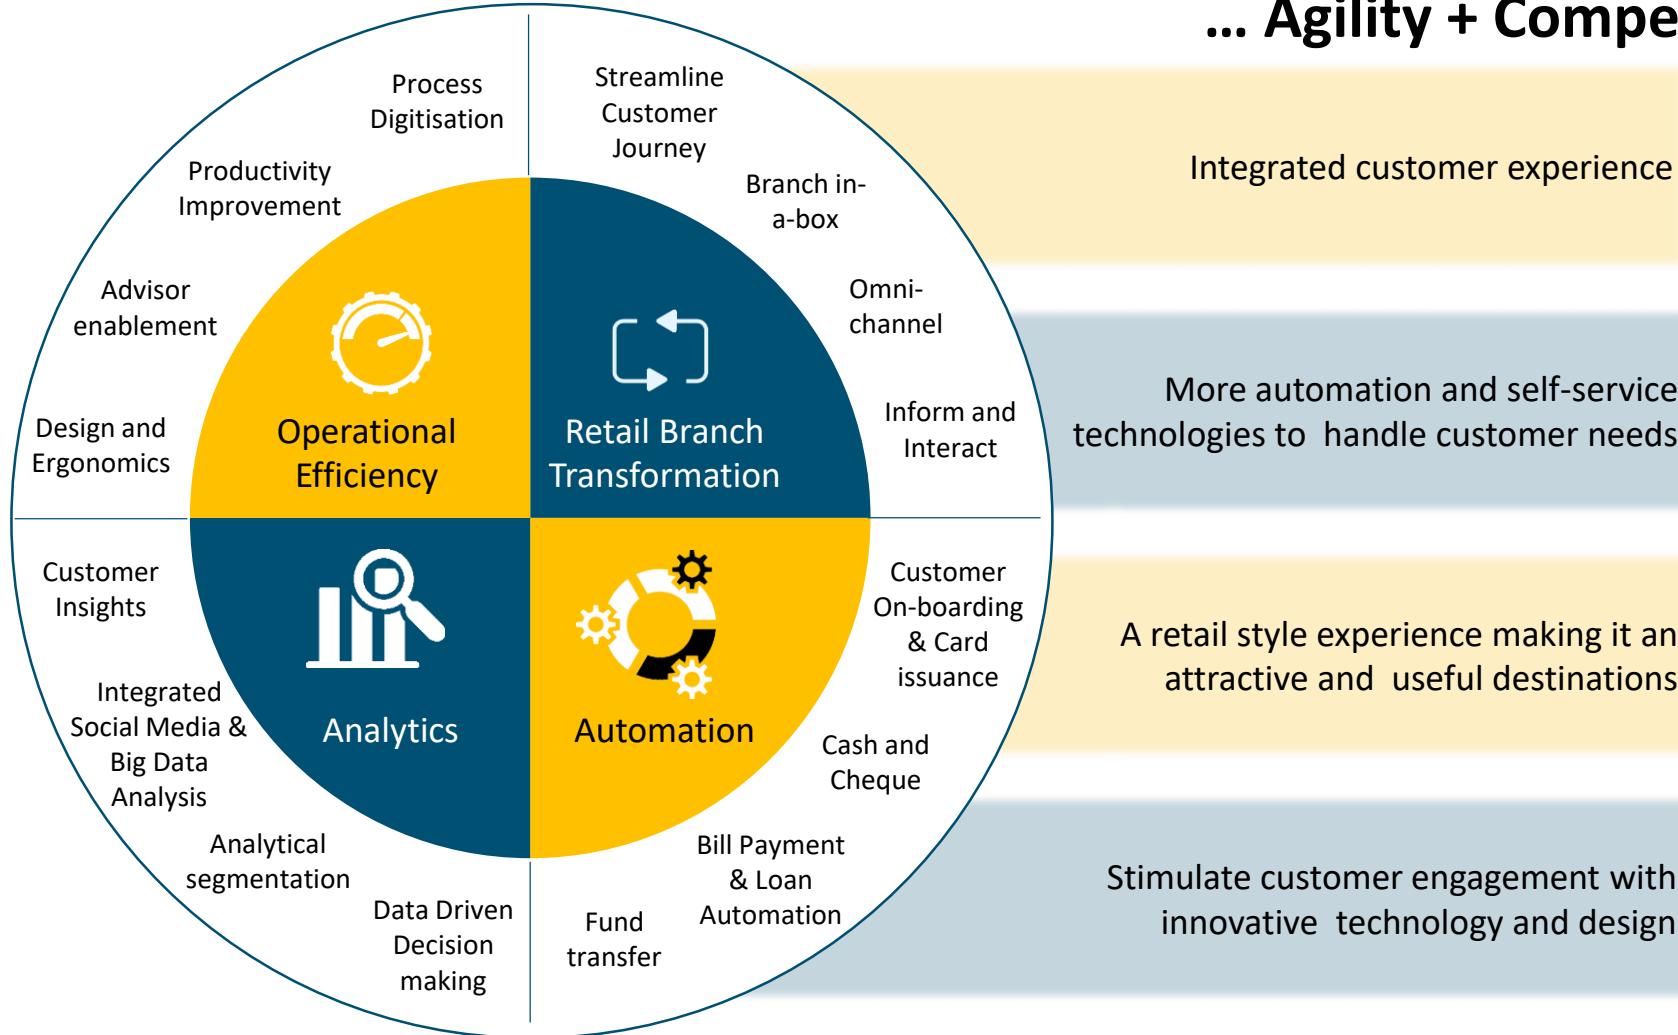 ... Agility + Compe
Process
Digitisation
Productivity
Improvement
Advisor
enablement
Design and
Ergonomics
Operational
Efficiency
Streamline
Customer
Journey
Branch in-
a-box
Omni-
channel
Inform and
Interact
Retail Branch
Transformation
Customer
Insights
Integrated
Social Media &
Big Data
Analysis
Analytical
segmentation
Data Driven
Decision
making
Analytics
Customer
On-boarding
& Card
issuance
Cash and
Cheque
Bill Payment
& Loan
Automation
Fund
transfer
Automation
Integrated customer experience
More automation and self-service
technologies to  handle customer needs
A retail style experience making it an
attractive and  useful destinations
Stimulate customer engagement with
innovative  technology and design